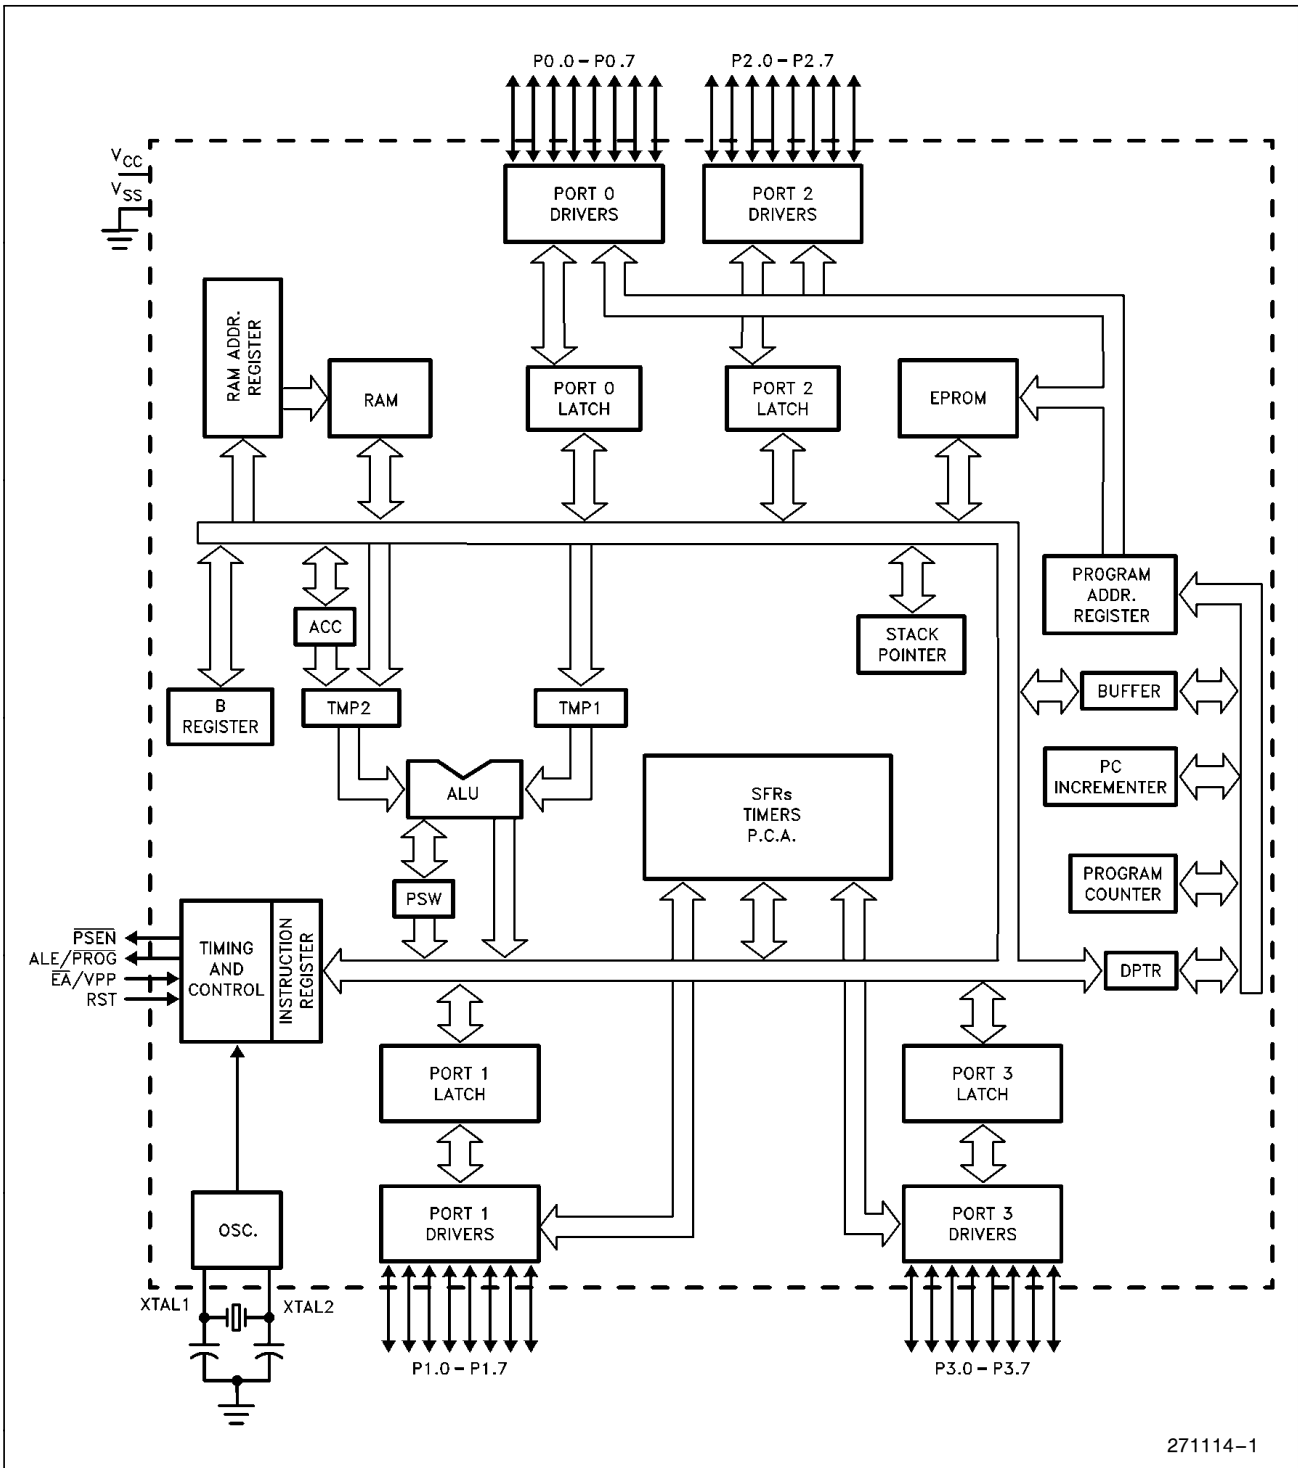 P0.0–P0.7
P2.0–P2.7
VCC
VSS
PORT 0
DRIVERS
PORT 2
DRIVERS
RAM ADDR.
REGISTER
RAM
PORT 0
LATCH
PORT 2
LATCH
EPROM
PROGRAM
ADDR.
REGISTER
ACC
STACK
POINTER
B
REGISTER
TMP2
TMP1
BUFFER
ALU
SFRs
TIMERS
P.C.A.
PC
INCREMENTER
PSW
PROGRAM
COUNTER
PSEN
ALE/PROG
EA/VPP
RST
TIMING
AND
CONTROL
INSTRUCTION
REGISTER
DPTR
PORT 1
LATCH
PORT 3
LATCH
OSC.
PORT 1
DRIVERS
PORT 3
DRIVERS
XTAL1
XTAL2
P1.0–P1.7
P3.0–P3.7
271114–1